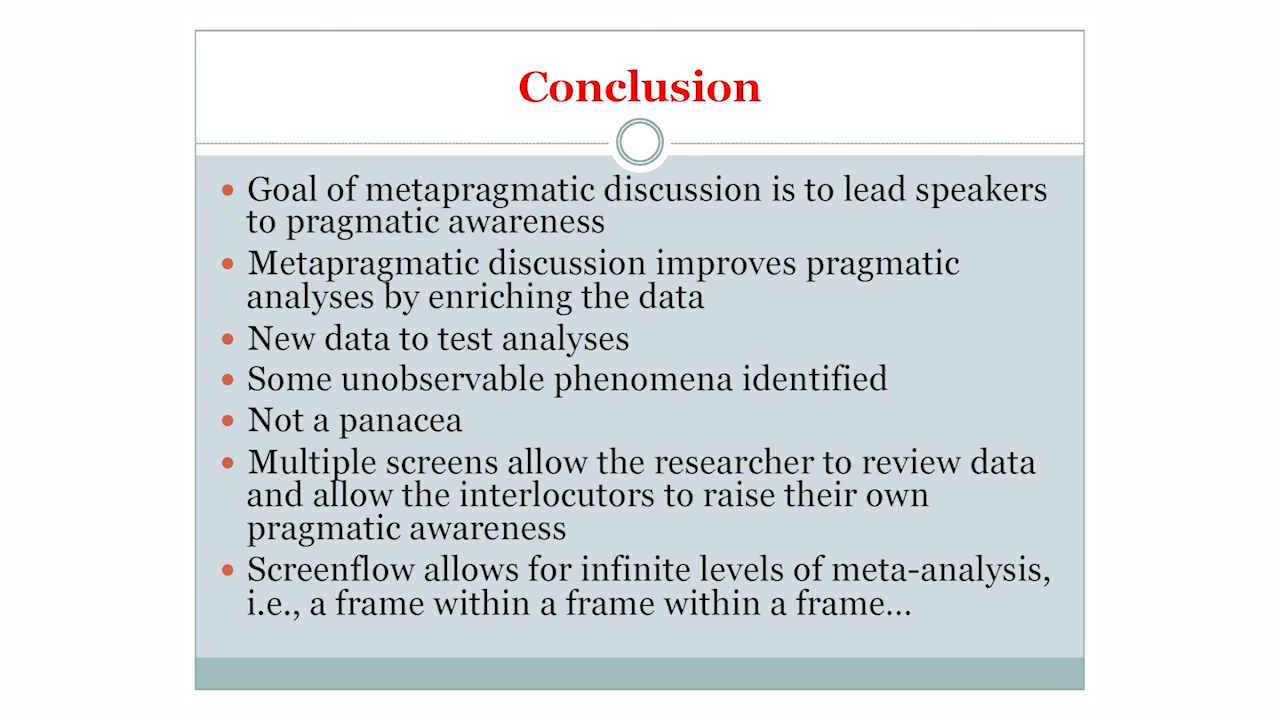 Conclusion
• Goal of metapragmatic discussion is to lead speakers
to pragmatic awareness
• Metapragmatic discussion improves pragmatic
analyses by enriching the data
• New data to test analyses
• Some unobservable phenomena identified
• Not a panacea
• Multiple screens allow the researcher to review data
and allow the interlocutors to raise their own
pragmatic awareness
• Screenflow allows for infinite levels of meta-analysis,
i.e., a frame within a frame within a frame...